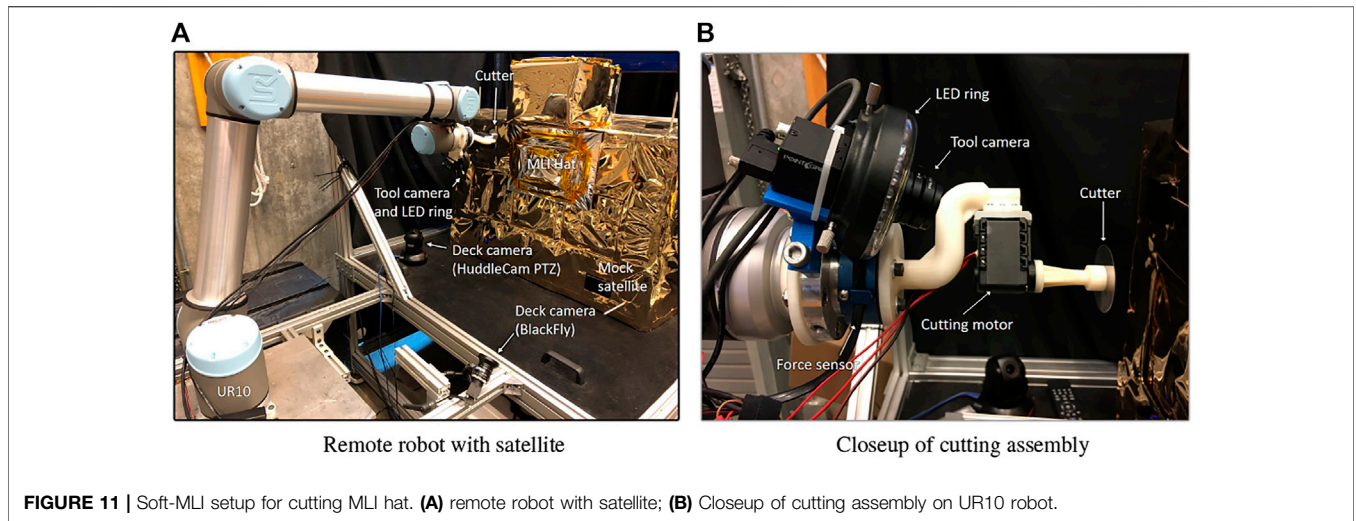 A
B
Cutter
MLI Hat
Tool camera
and LED ring
Deck camera
(HuddleCam PTZ)
Mock
satellite
Deck camera
(BlackFly)
UR10
LED ring
Tool camera
Cutter
Cutting motor
Force sensor
Remote robot with satellite
Closeup of cutting assembly
FIGURE 11 | Soft-MLI setup for cutting MLI hat. (A) remote robot with satellite; (B) Closeup of cutting assembly on UR10 robot.